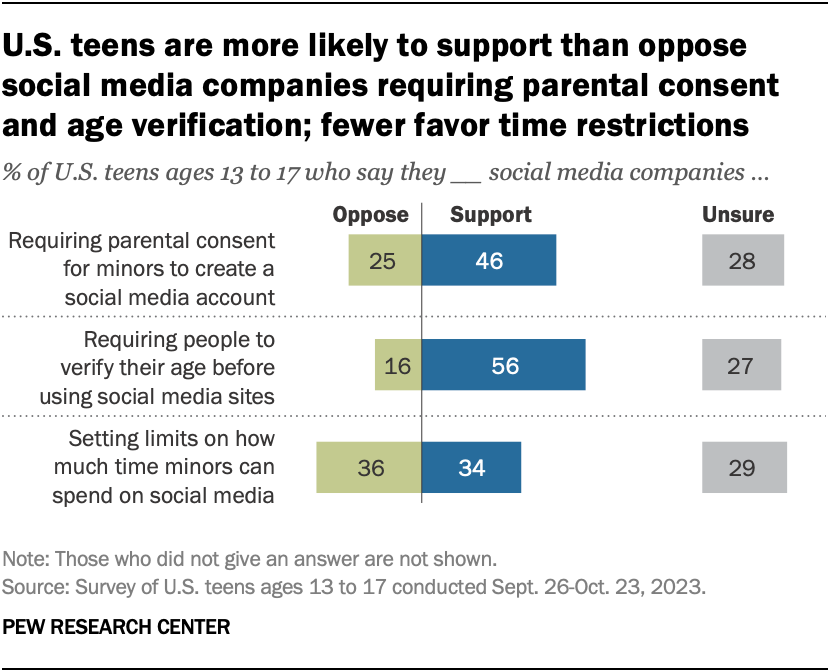 U.S. teens are more likely to support than oppose
social media companies requiring parental consent
and age verification; fewer favor time restrictions
% of U.S. teens ages 13 to 17 who say they __ social media companies ...
Oppose Support Unsure
Requiring parental consent
for minors to create a
social media account
25 46 28
Requiring people to
verify their age before
using social media sites
16 56 27
Setting limits on how
much time minors can
spend on social media
36 34 29
Note: Those who did not give an answer are not shown.
Source: Survey of U.S. teens ages 13 to 17 conducted Sept. 26-Oct. 23, 2023.
PEW RESEARCH CENTER